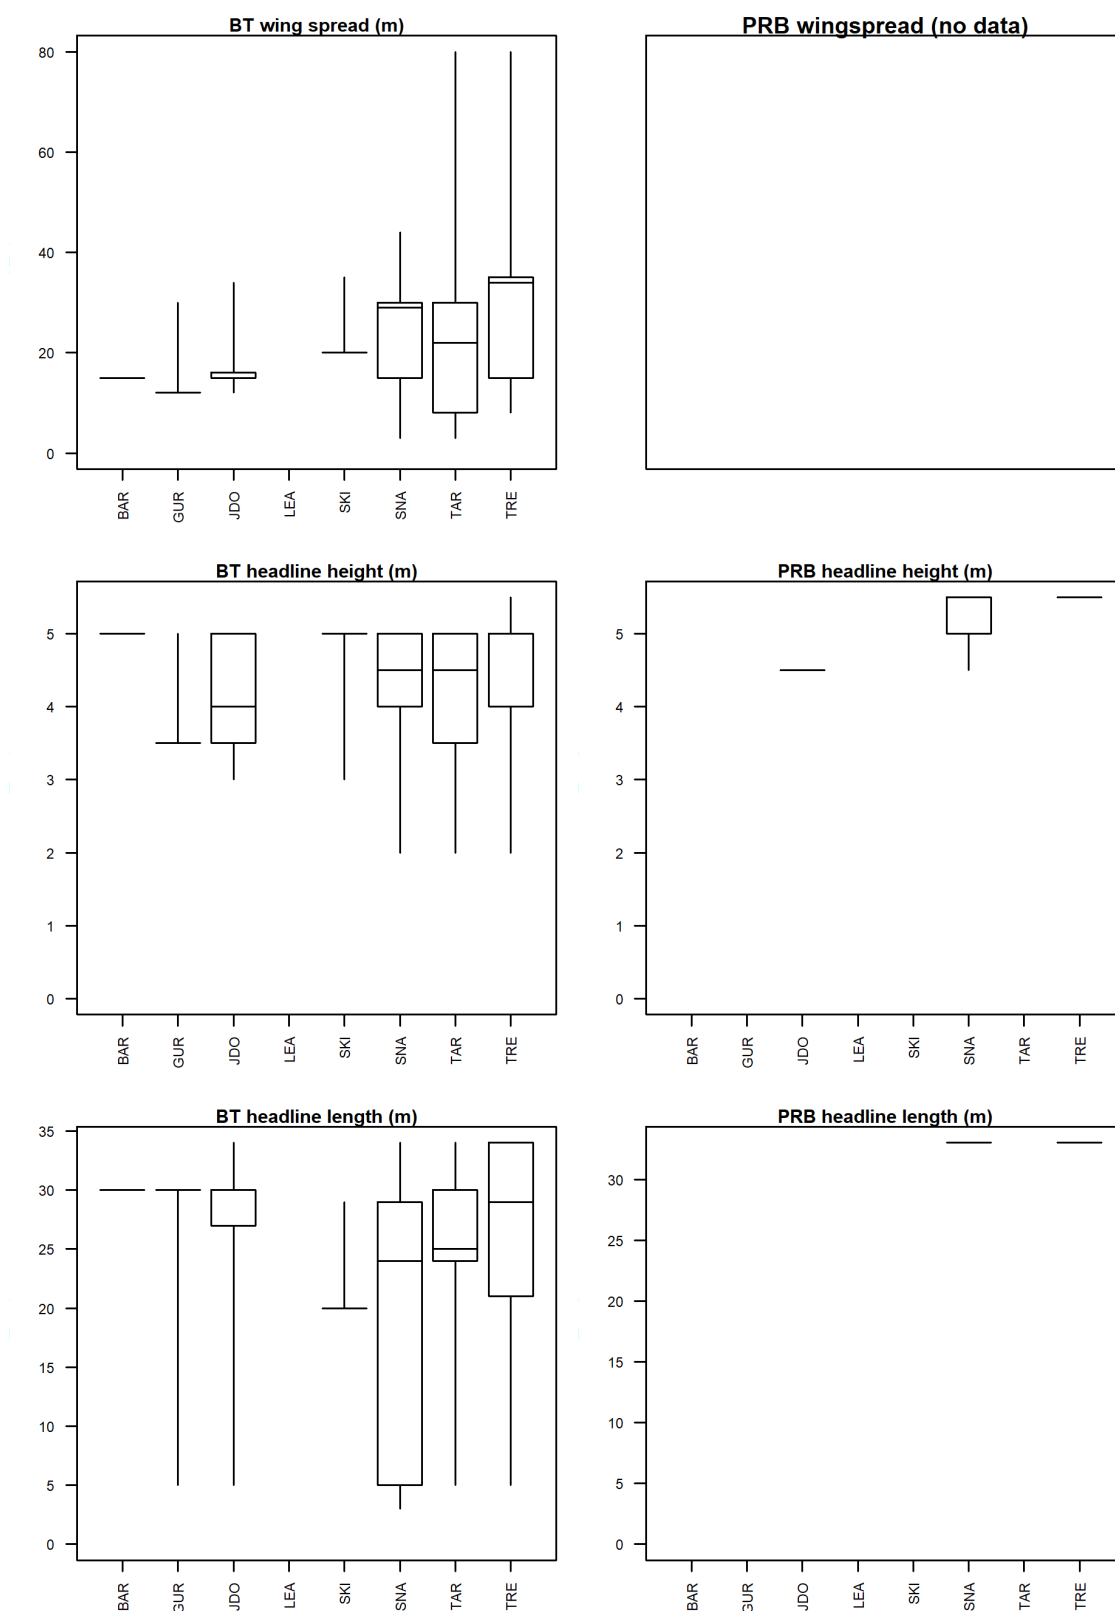 BT wing spread (m)
PRB wingspread (no data)
80
60
40
20
0
BAR GUR JDO LEA SKI SNA TAR TRE
BT headline height (m)
PRB headline height (m)
5
4
3
2
1
0
BAR GUR JDO LEA SKI SNA TAR TRE
5
4
3
2
1
0
BAR GUR JDO LEA SKI SNA TAR TRE
BT headline length (m)
PRB headline length (m)
35
30
25
20
15
10
5
0
BAR GUR JDO LEA SKI SNA TAR TRE
30
25
20
15
10
5
0
BAR GUR JDO LEA SKI SNA TAR TRE